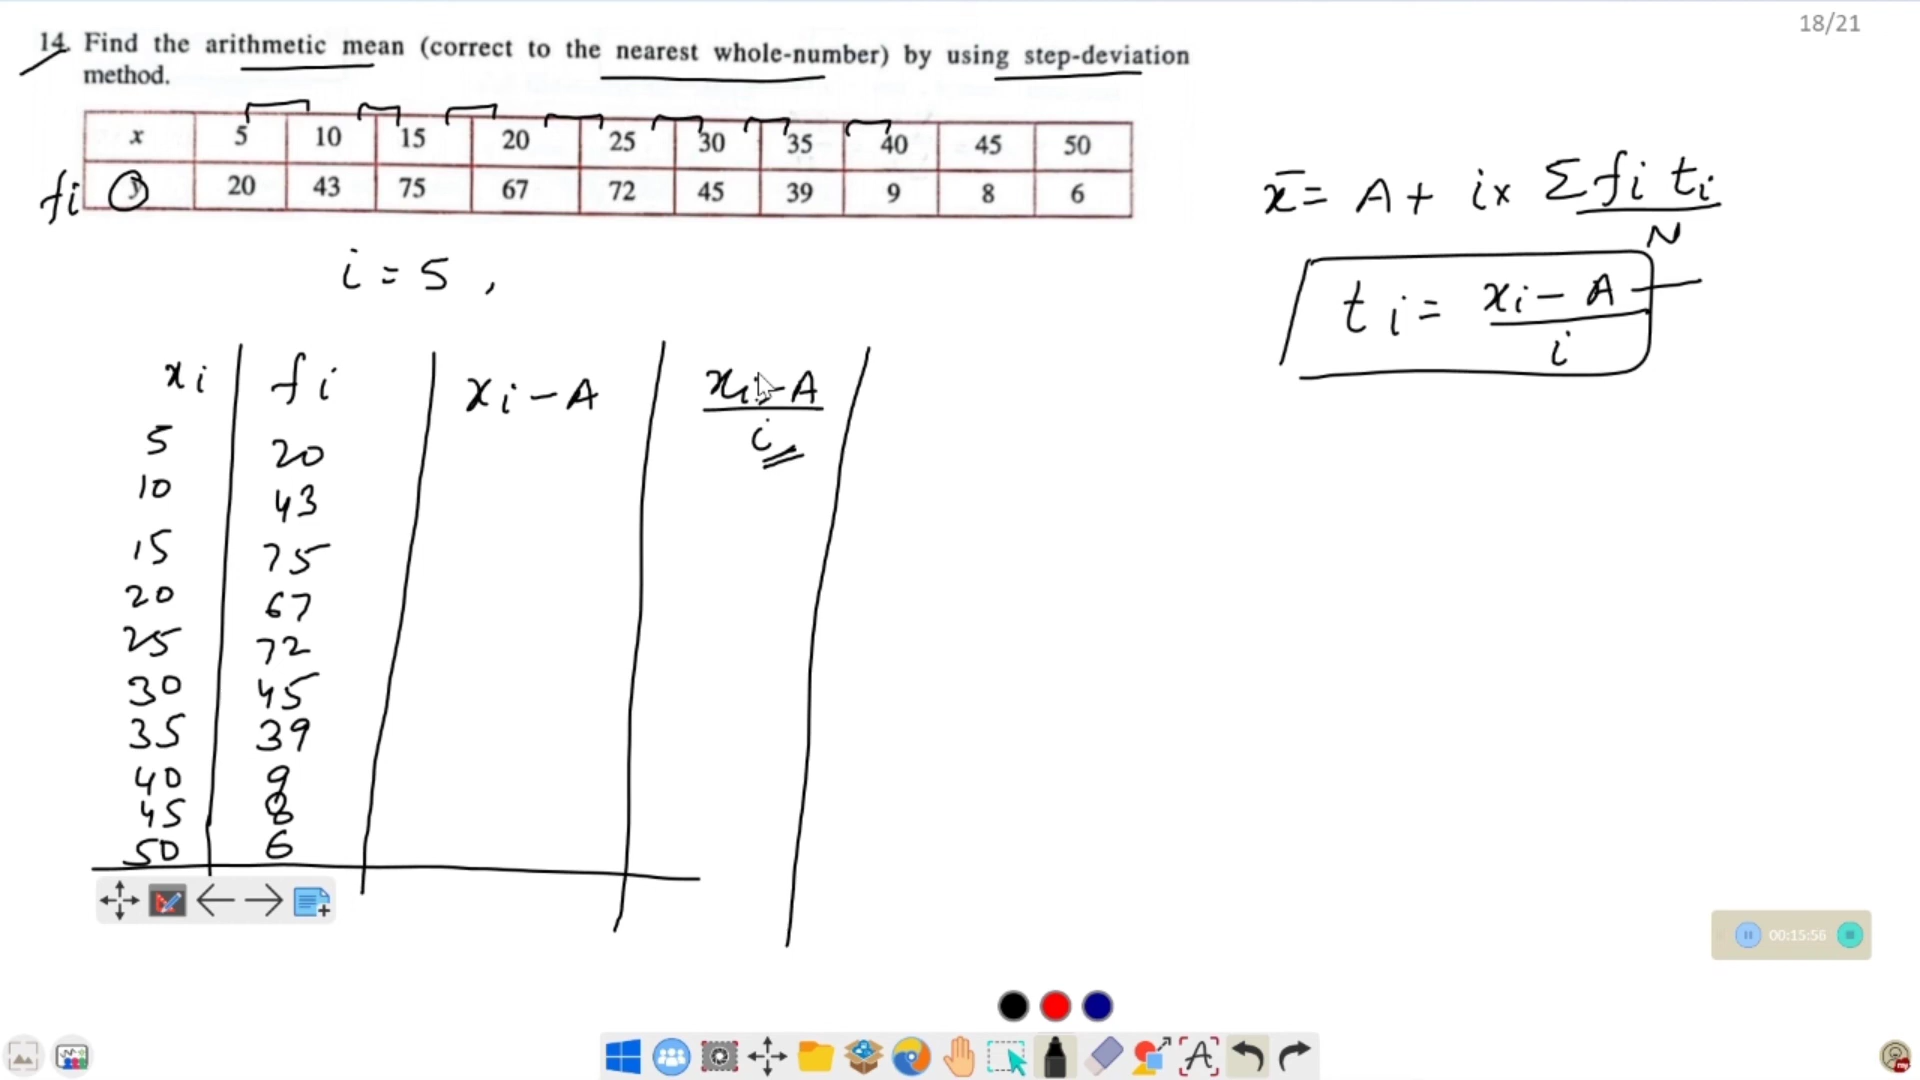 18/21
14. Find the arithmetic mean (correct to the nearest whole-number) by using step-deviation
method.
x 5 10 15 20 25 30 35 40 45 50
fi y 20 43 75 67 72 45 39 9 8 6
x̄ = A + i x Σ fi ti / N
i = 5 ,
ti = xi - A / i
xi fi xi - A xi - A / i
5 20
10 43
15 75
20 67
25 72
30 45
35 39
40 9
45 8
50 6
00:15:56